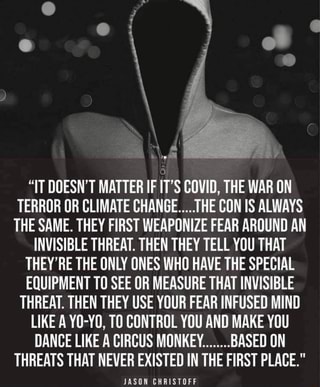 “IT DOESN'T MATTER IF IT'S COVID, THE WAR ON
TERROR OR CLIMATE CHANGE.....THE CON IS ALWAYS
THE SAME. THEY FIRST WEAPONIZE FEAR AROUND AN
INVISIBLE THREAT. THEN THEY TELL YOU THAT
THEY'RE THE ONLY ONES WHO HAVE THE SPECIAL
EQUIPMENT TO SEE OR MEASURE THAT INVISIBLE
THREAT. THEN THEY USE YOUR FEAR INFUSED MIND
LIKE A YO-YO, TO CONTROL YOU AND MAKE YOU
DANCE LIKE A CIRCUS MONKEY........BASED ON
THREATS THAT NEVER EXISTED IN THE FIRST PLACE."
JASON CHRISTOFF